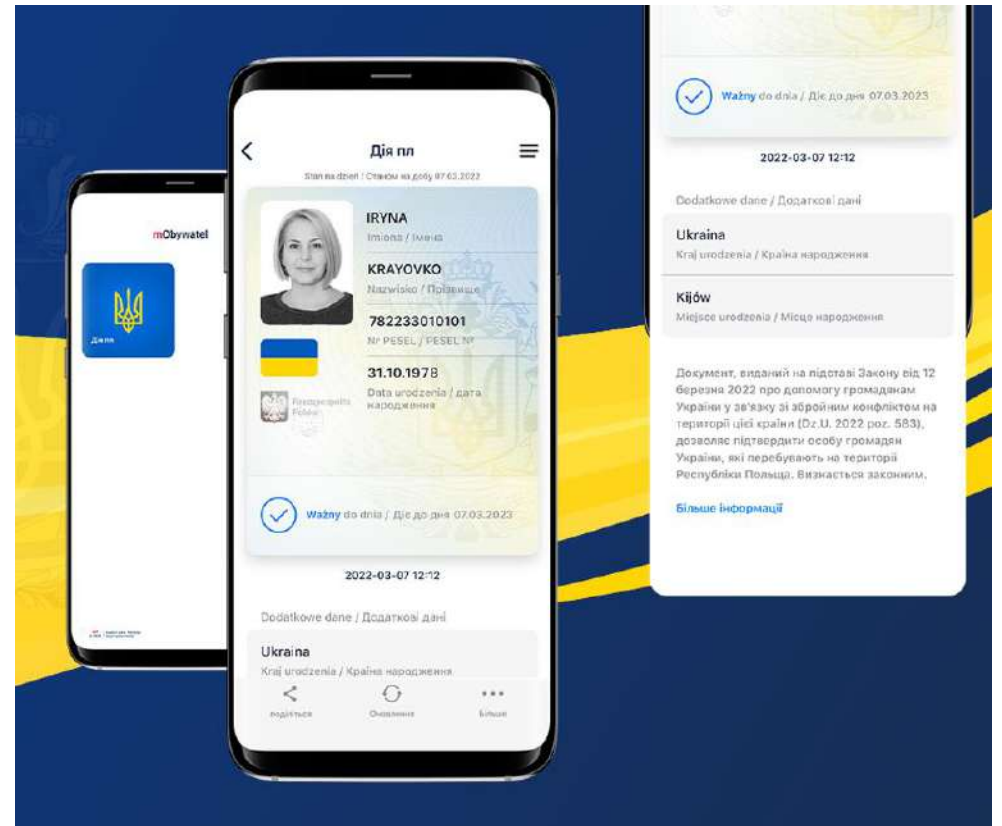 mObywatel
Дія пл
Дія пл
Stan na dzień / Станом на добу 07.03.2022
IRYNA
Imiona / Імена
KRAYOVKO
Nazwisko / Прізвище
782233010101
Nr PESEL / PESEL №
31.10.1978
Data urodzenia / дата
народження
Rzeczpospolita
Polska
Ważny do dnia / Діє до дня 07.03.2023
2022-03-07 12:12
Dodatkowe dane / Додаткові дані
Ukraina
Kraj urodzenia / Країна народження
поділться
Оновлення
Більше
Ważny do dnia / Діє до дня 07.03.2023
2022-03-07 12:12
Dodatkowe dane / Додаткові дані
Ukraina
Kraj urodzenia / Країна народження
Kijów
Miejsce urodzenia / Місце народження
Документ, виданий на підставі Закону від 12
березня 2022 про допомогу громадянам
України у зв'язку зі збройним конфліктом на
території цієї країни (Dz.U. 2022 poz. 583),
дозволяє підтвердити особу громадян
України, які перебувають на території
Республіки Польща. Визнається законним.
Більше інформації